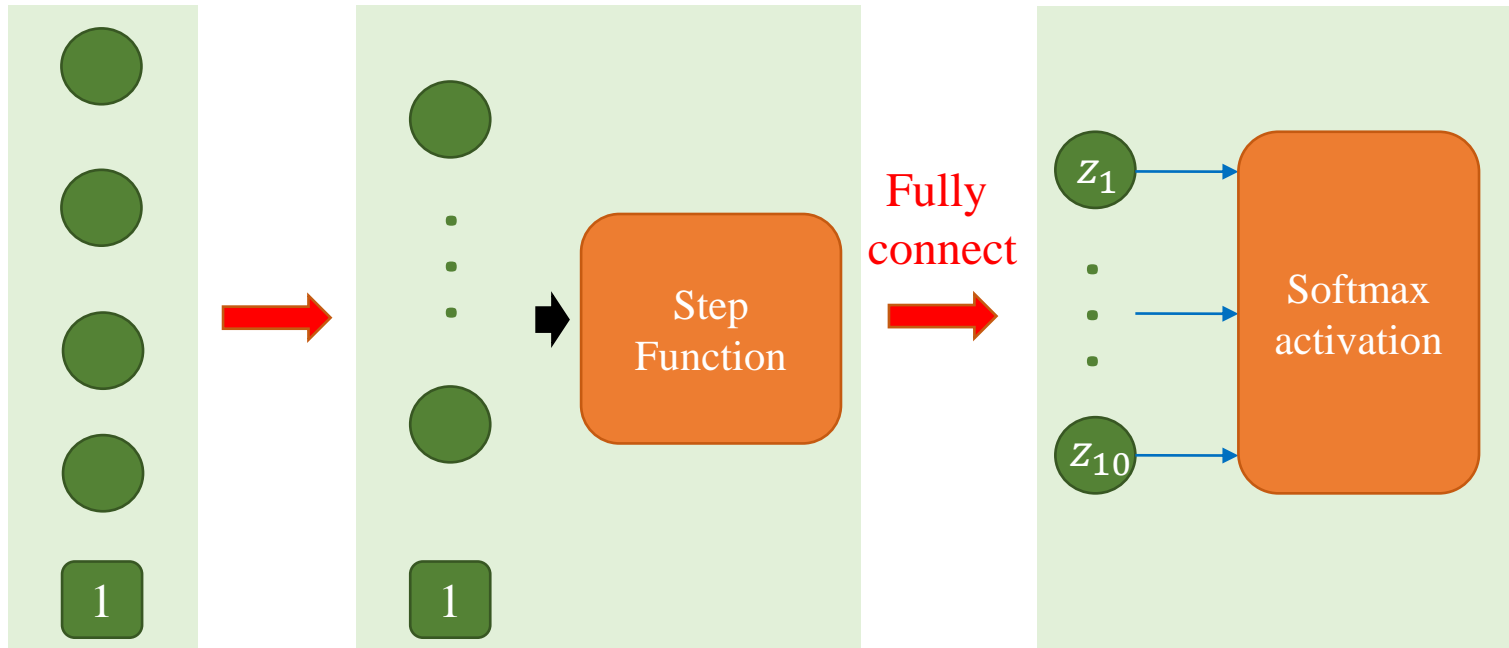 1
1
Step
Function
Fully
connect
z₁
z₁₀
Softmax
activation